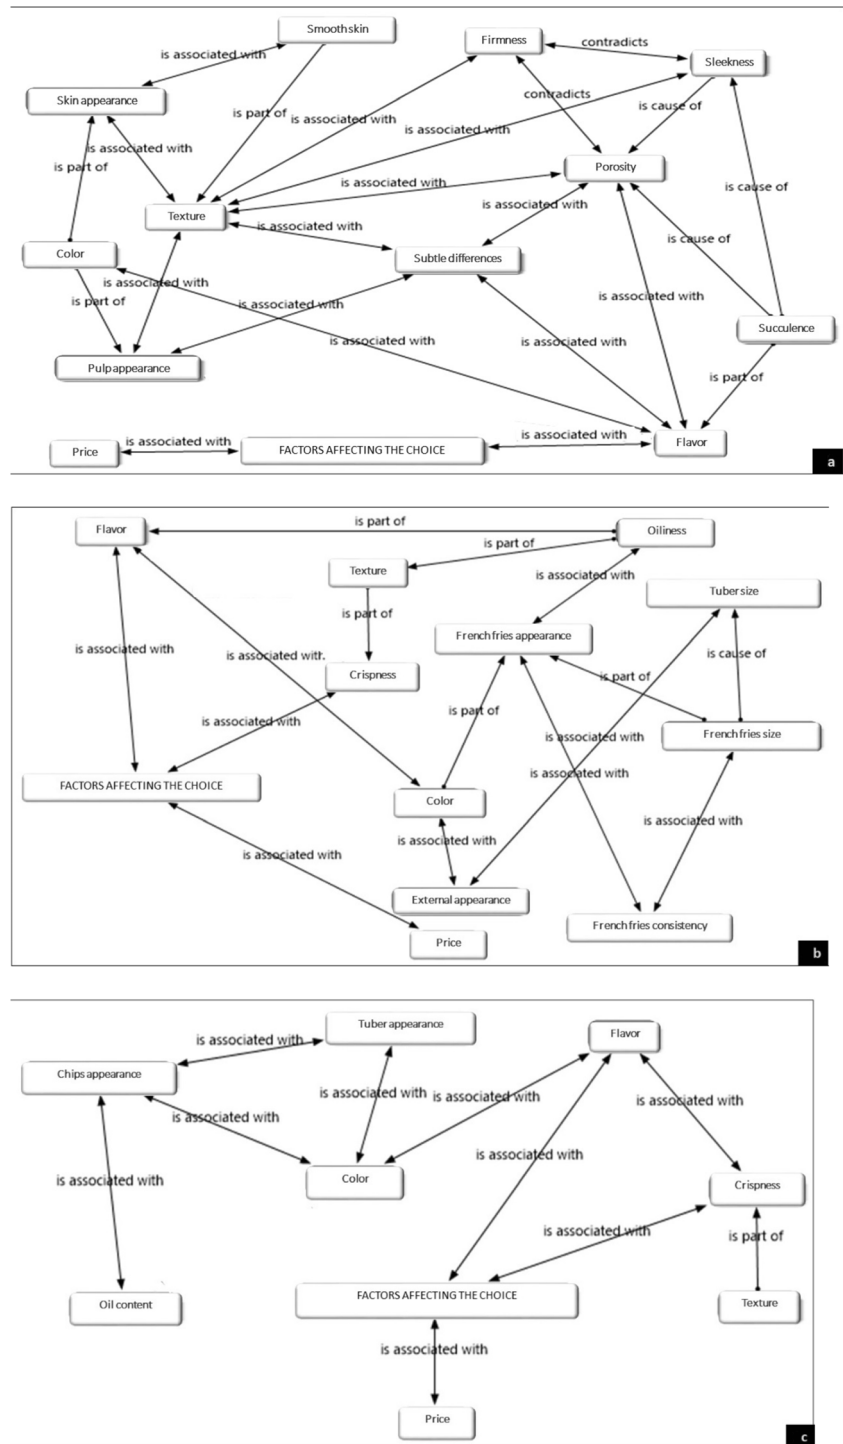 Smooth skin
Firmness
contradicts
is associated with
Sleekness
Skin appearance
contradicts
is part of
is associated with
is cause of
is associated with
is associated with
Porosity
is part of
is associated with
is cause of
is associated with
Texture
is associated with
is cause of
Color
Subtle differences
is associated with
is part of
is associated with
is associated with
Succulence
is associated with
is associated with
Pulp appearance
is part of
is associated with
is associated with
Flavor
Price
FACTORS AFFECTING THE CHOICE
a
is part of
Flavor
Oiliness
is part of
Texture
is associated with
Tuber size
is part of
French fries appearance
is associated with
is associated with.
is cause of
Crispness
is part of
is part of
is associated with
French fries size
is associated with
is associated with
FACTORS AFFECTING THE CHOICE
Color
is associated with
is associated with
is associated with
External appearance
French fries consistency
Price
b
Tuber appearance
Flavor
is associated with
Chips appearance
is associated with
is associated with
is associated with
is associated with
is associated with
is associated with
Color
Crispness
is associated with
is part of
FACTORS AFFECTING THE CHOICE
Oil content
Texture
is associated with
Price
c